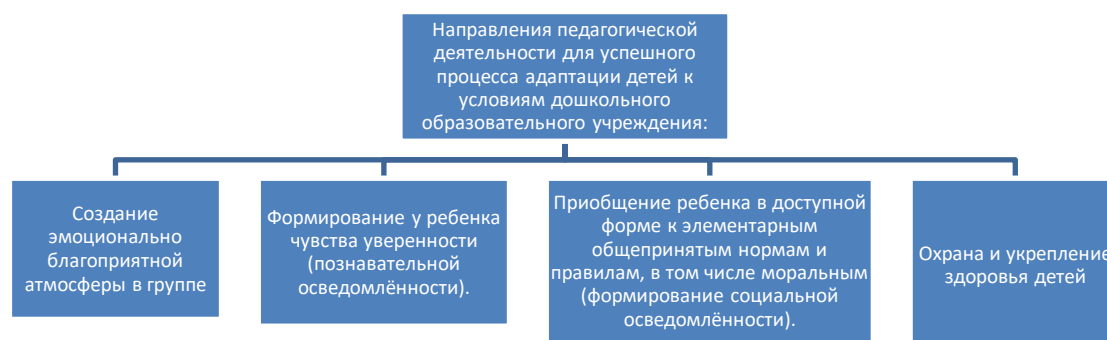 Направления педагогической
деятельности для успешного
процесса адаптации детей к
условиям дошкольного
образовательного учреждения:
Создание
эмоционально
благоприятной
атмосферы в группе
Формирование у ребенка
чувства уверенности
(познавательной
осведомлённости).
Приобщение ребенка в доступной
форме к элементарным
общепринятым нормам и
правилам, в том числе моральным
(формирование социальной
осведомлённости).
Охрана и укрепление
здоровья детей